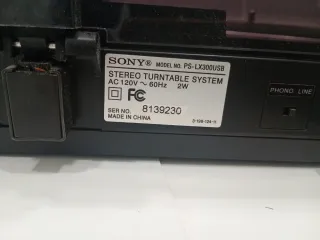 SONY® MODEL NO. PS-LX300USB
STEREO TURNTABLE SYSTEM
AC 120V ~ 60Hz 2W
FC
SER NO. 8139230
MADE IN CHINA
PHONO LINE